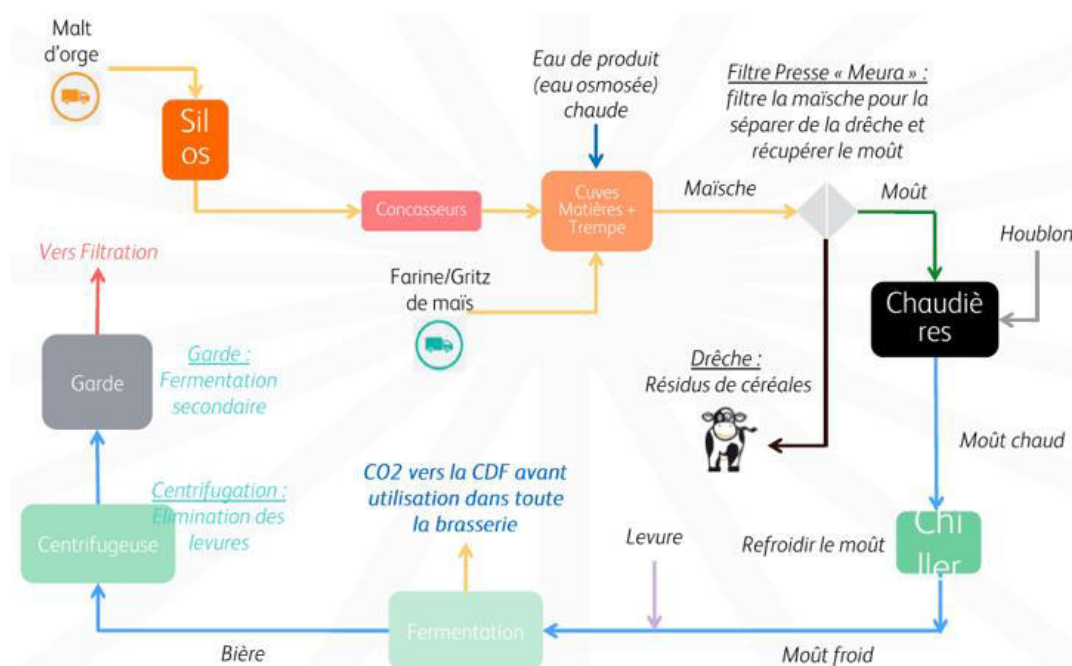 Malt
d'orge
Sil
os
Eau de produit
(eau osmosée)
chaude
Filtre Presse « Meura » :
filtre la maïsche pour la
séparer de la drêche et
récupérer le moût
Concasseurs
Cuves
Matières +
Trempe
Maïsche
Moût
Houblon
Vers Filtration
Farine/Gritz
de maïs
Chaudiè
res
Garde
Garde :
Fermentation
secondaire
Drêche :
Résidus de céréales
Moût chaud
CO2 vers la CDF avant
utilisation dans toute
la brasserie
Centrifugation :
Elimination des
levures
Centrifugeuse
Levure
Refroidir le moût
Chi
ller
Fermentation
Bière
Moût froid